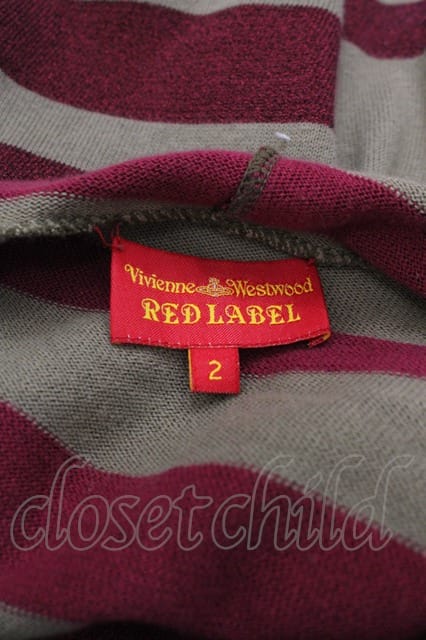 Vivienne Westwood
RED LABEL
2
closetchild